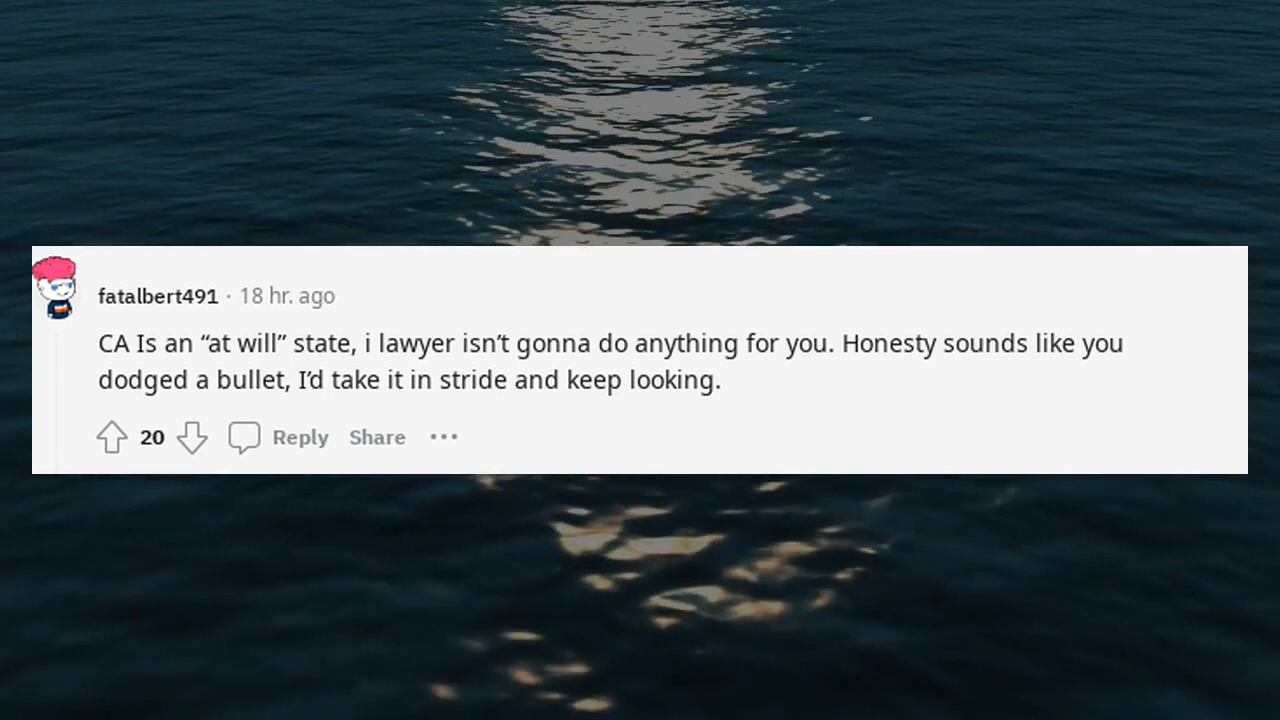 fatalbert491 · 18 hr. ago
CA Is an “at will” state, i lawyer isn’t gonna do anything for you. Honesty sounds like you
dodged a bullet, I’d take it in stride and keep looking.
20 Reply Share •••